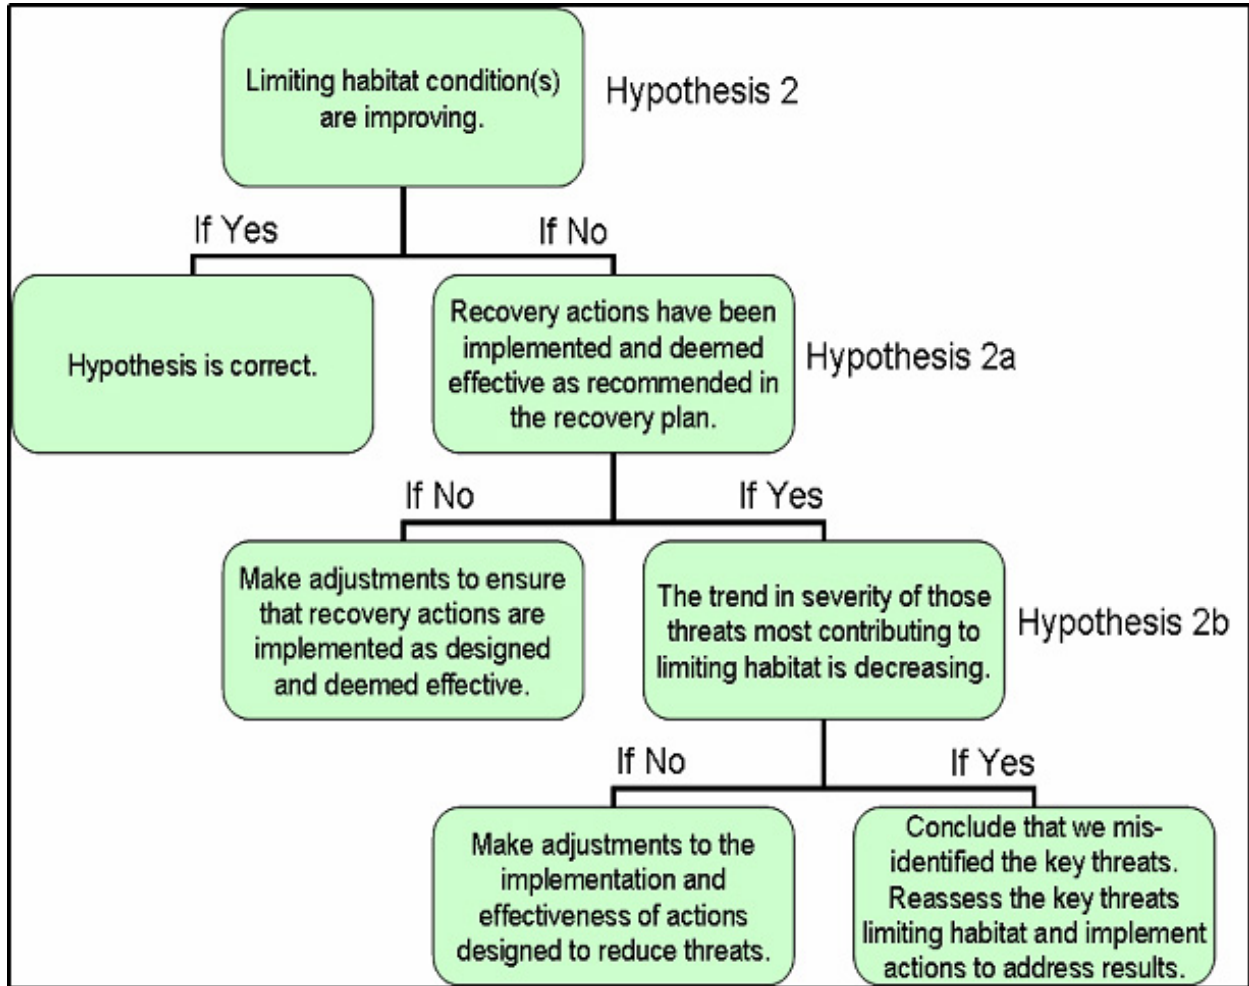 Limiting habitat condition(s)
are improving.
Hypothesis 2
If Yes
If No
Hypothesis is correct.
Recovery actions have been
implemented and deemed
effective as recommended in
the recovery plan.
Hypothesis 2a
If No
If Yes
Make adjustments to ensure
that recovery actions are
implemented as designed
and deemed effective.
The trend in severity of those
threats most contributing to
limiting habitat is decreasing.
Hypothesis 2b
If No
If Yes
Make adjustments to the
implementation and
effectiveness of actions
designed to reduce threats.
Conclude that we mis-
identified the key threats.
Reassess the key threats
limiting habitat and implement
actions to address results.